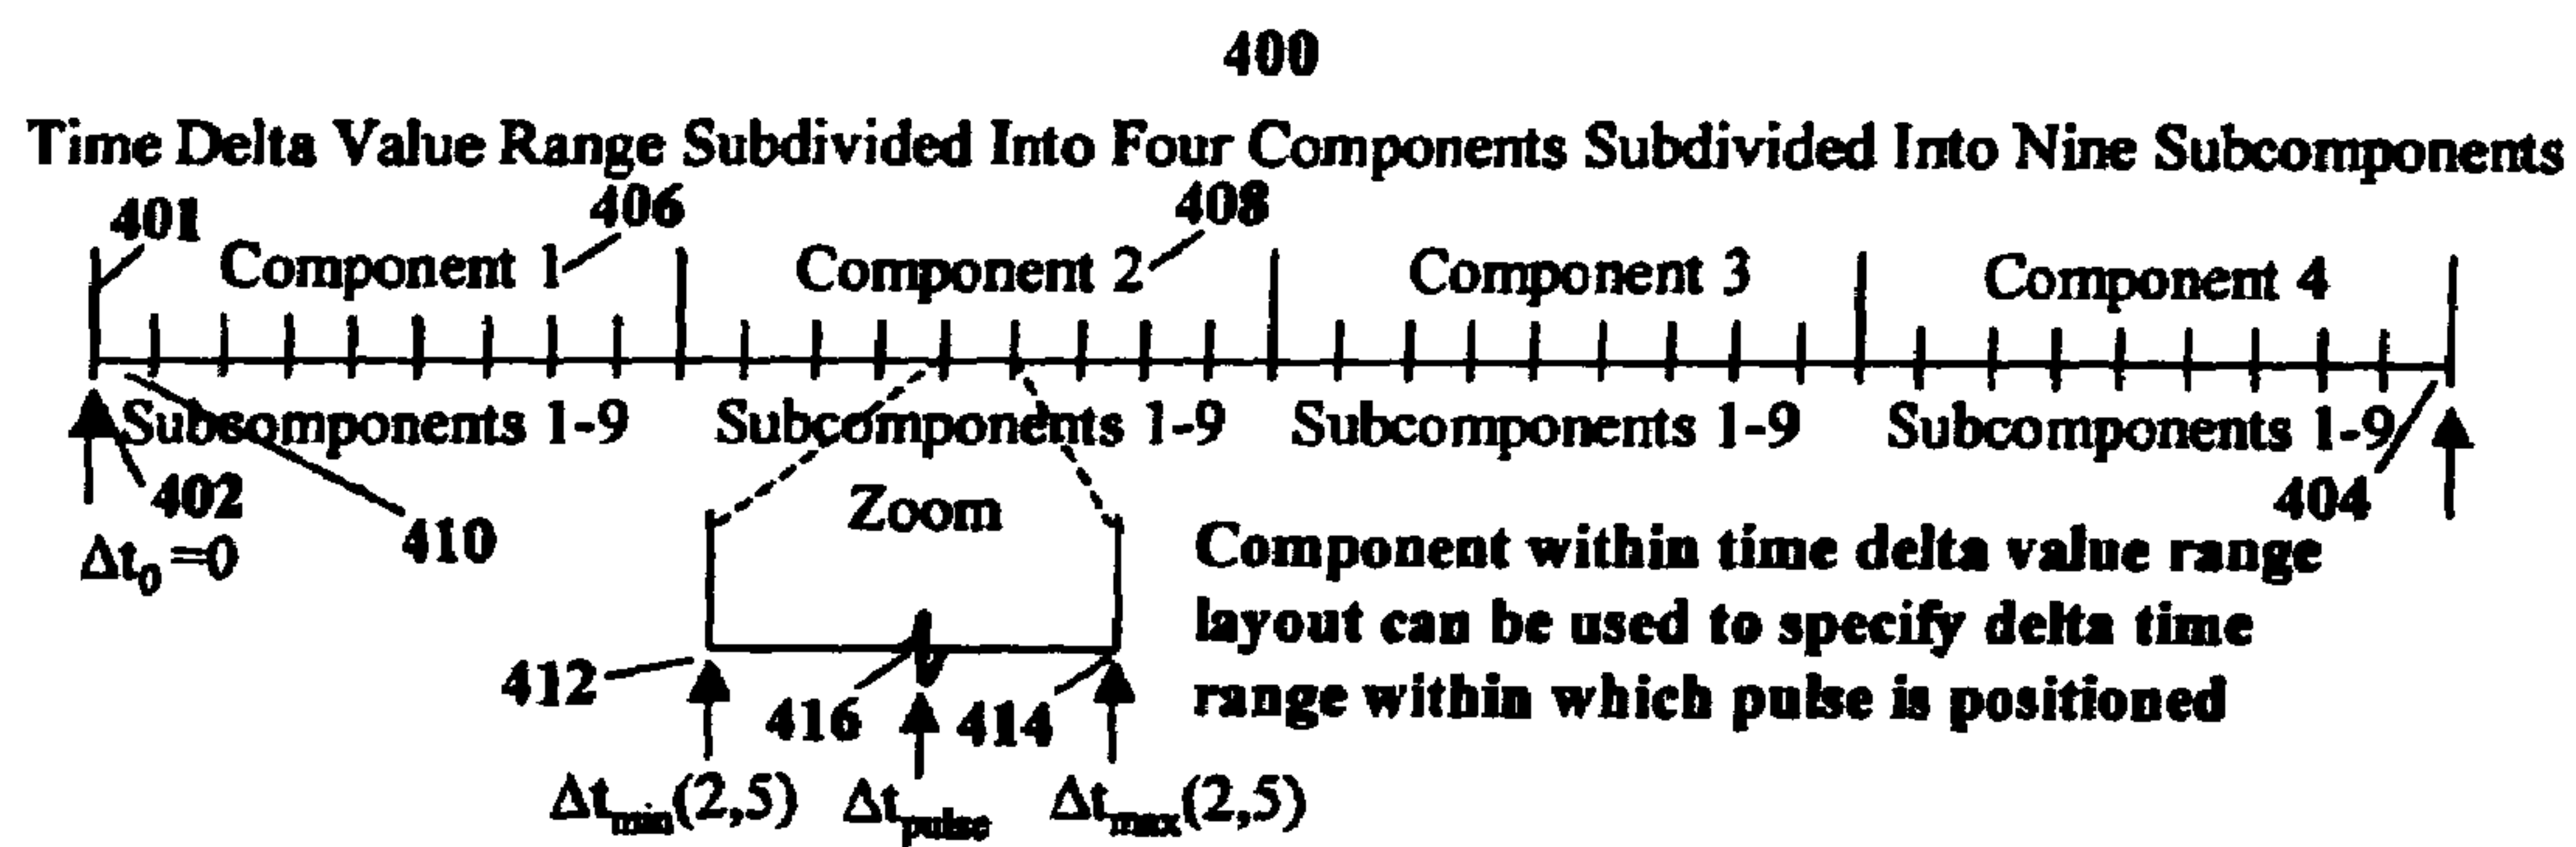 400
Time Delta Value Range Subdivided Into Four Components Subdivided Into Nine Subcomponents
401 406 408
Component 1 Component 2 Component 3 Component 4
Subcomponents 1-9 Subcomponents 1-9 Subcomponents 1-9 Subcomponents 1-9
402 410 Zoom 404
Δt₀ =0
Component within time delta value range
layout can be used to specify delta time
range within which pulse is positioned
412 416 414
Δtmin(2,5) Δtpulse Δtmax(2,5)